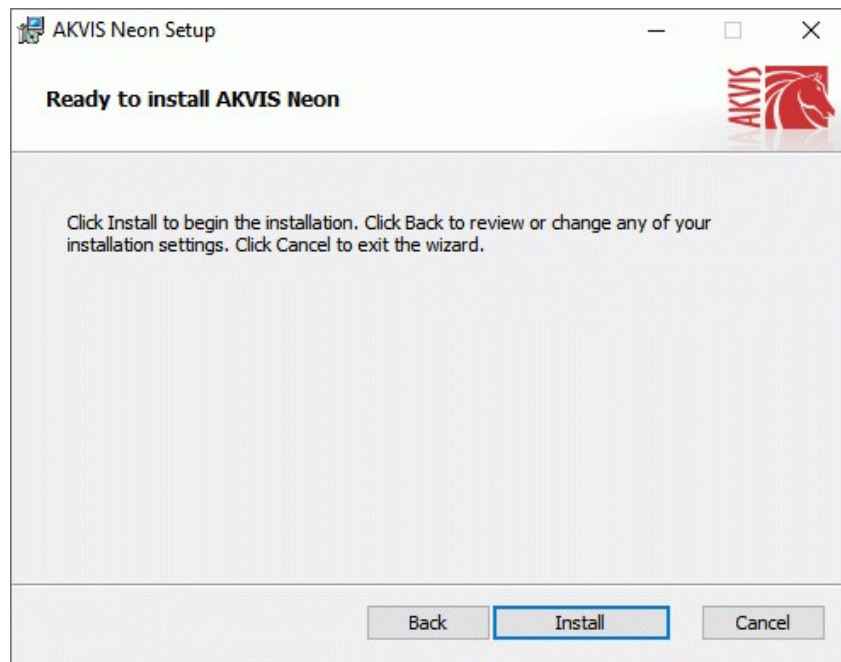 AKVIS Neon Setup
Ready to install AKVIS Neon
AKVIS
Click Install to begin the installation. Click Back to review or change any of your
installation settings. Click Cancel to exit the wizard.
Back
Install
Cancel